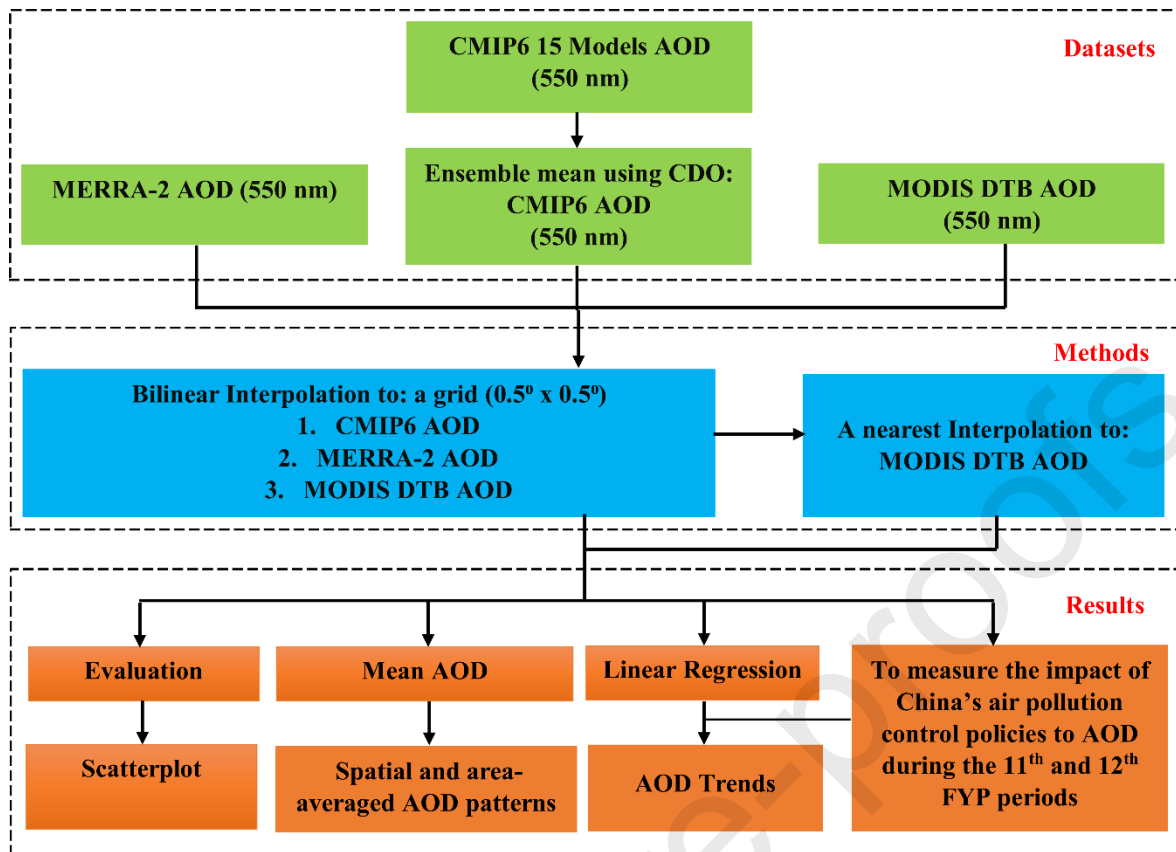 Datasets
CMIP6 15 Models AOD
(550 nm)
MERRA-2 AOD (550 nm)
Ensemble mean using CDO:
CMIP6 AOD
(550 nm)
MODIS DTB AOD
(550 nm)
Methods
Bilinear Interpolation to: a grid (0.5⁰ x 0.5⁰)
1. CMIP6 AOD
2. MERRA-2 AOD
3. MODIS DTB AOD
A nearest Interpolation to:
MODIS DTB AOD
Results
Evaluation
Mean AOD
Linear Regression
To measure the impact of
China’s air pollution
control policies to AOD
during the 11th and 12th
FYP periods
Scatterplot
Spatial and area-
averaged AOD patterns
AOD Trends
e-proofs